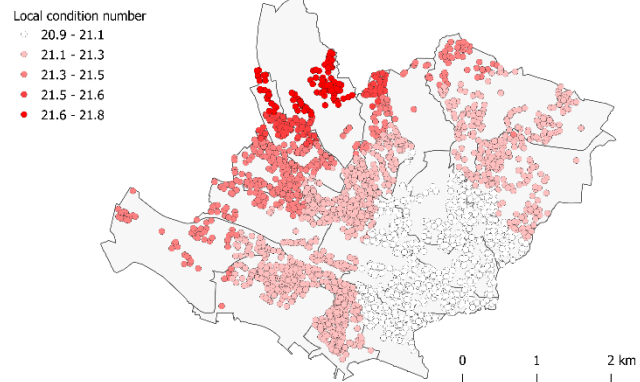 Local condition number
20.9 - 21.1
21.1 - 21.3
21.3 - 21.5
21.5 - 21.6
21.6 - 21.8
0 1 2 km